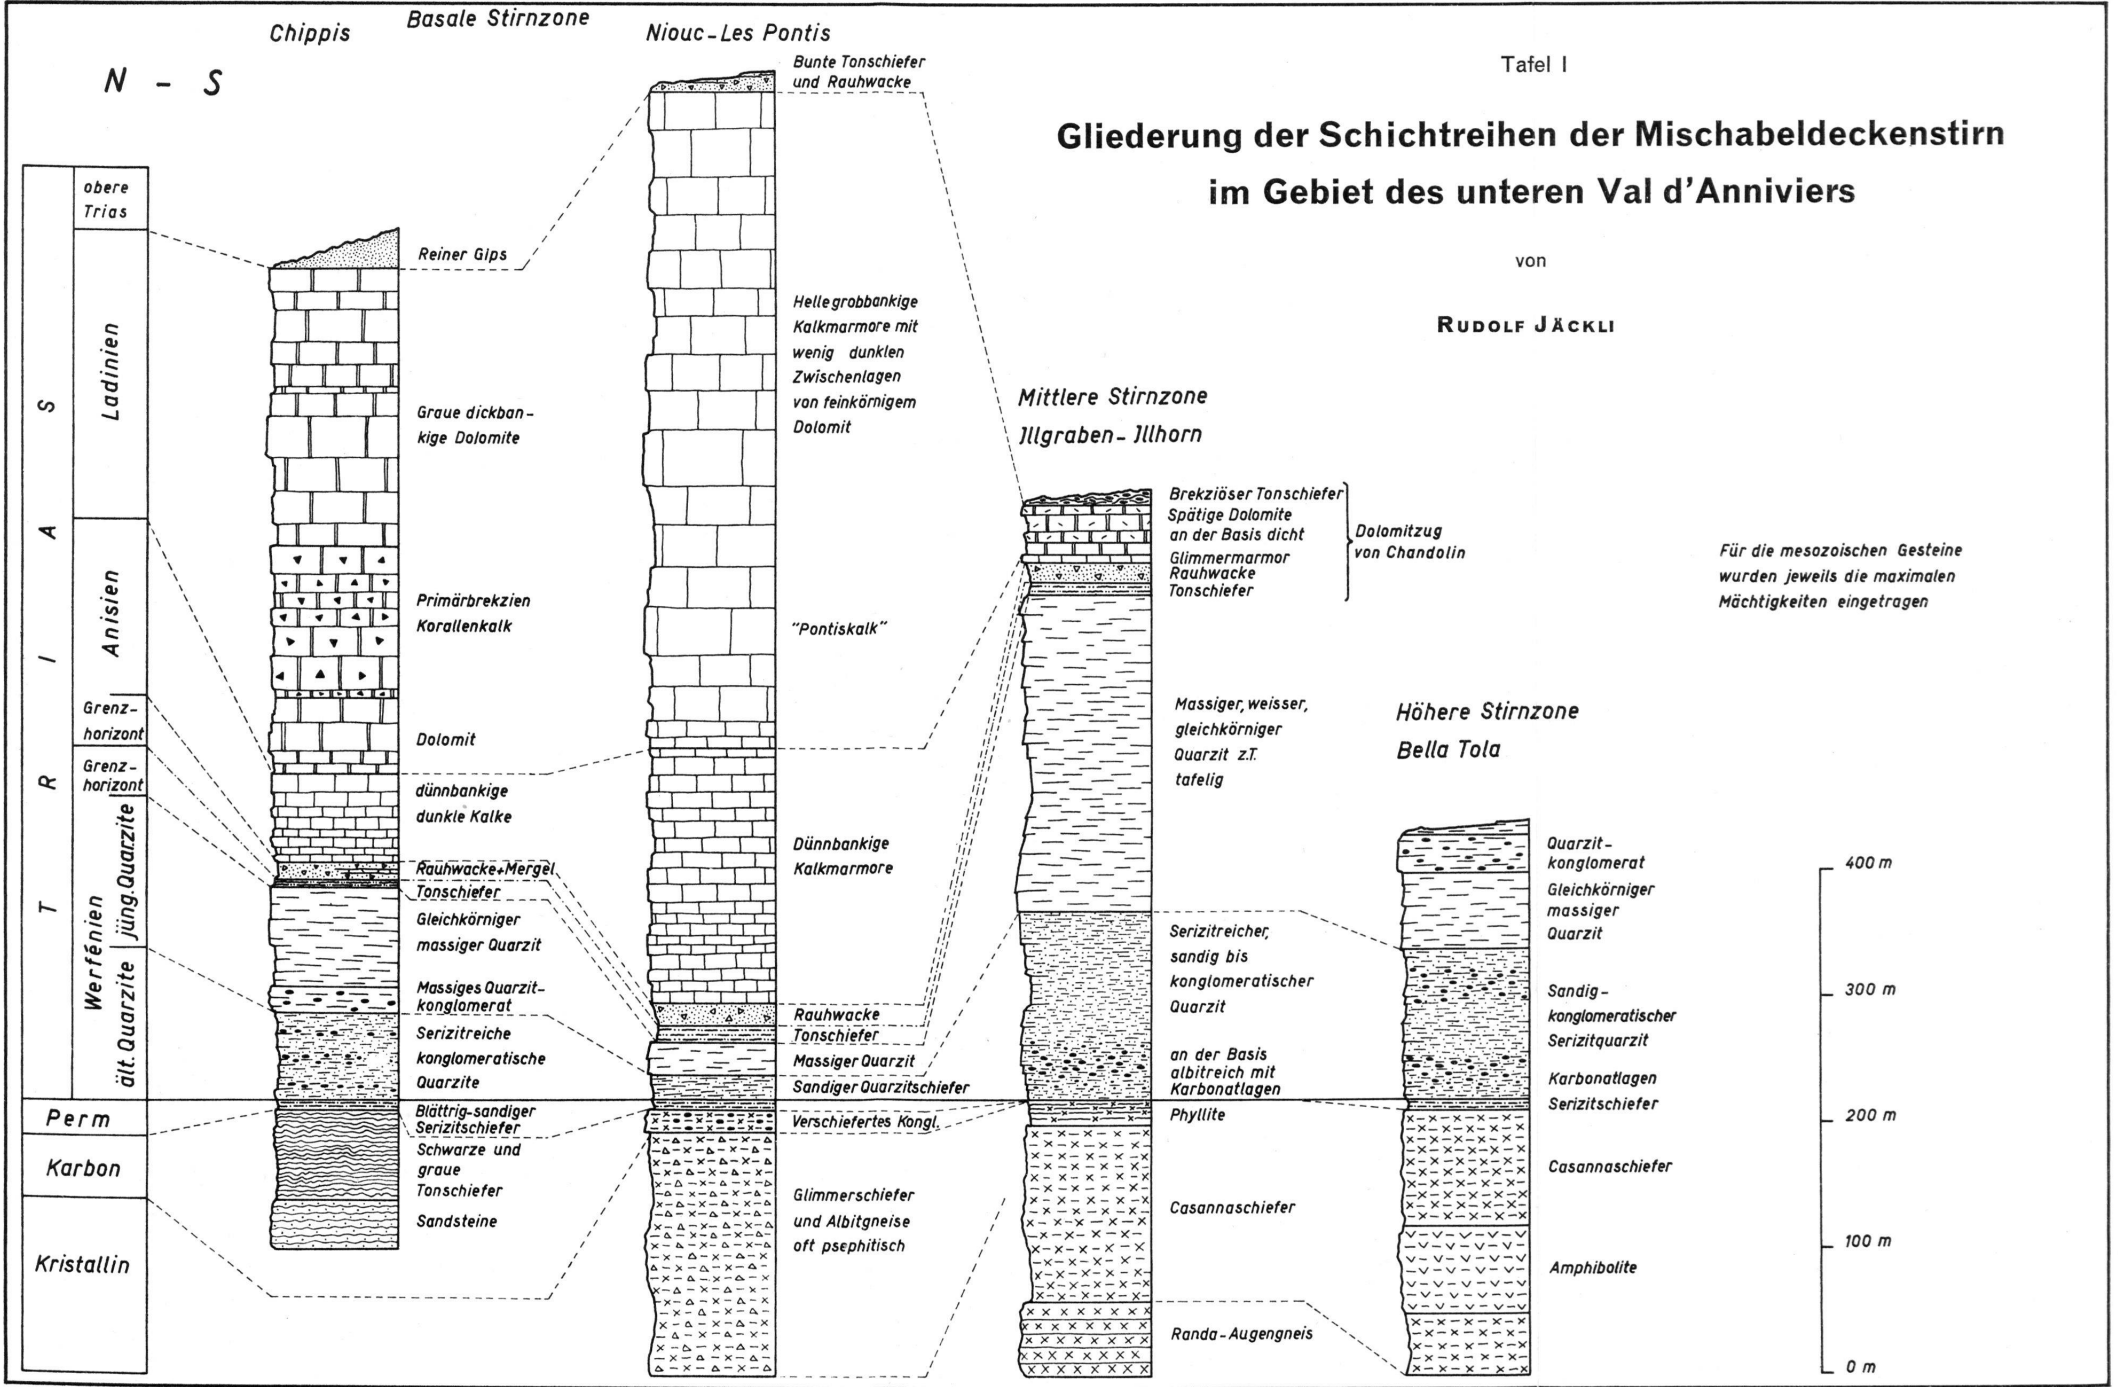 Tafel I
Gliederung der Schichtreihen der Mischabeldeckenstirn
im Gebiet des unteren Val d'Anniviers
von
RUDOLF JÄCKLI
N - S
TRIAS
obere
Trias
Ladinien
Anisien
Grenz-
horizont
Grenz-
horizont
Werfénien
jüng. Quarzite
ält. Quarzite
Perm
Karbon
Kristallin
Basale Stirnzone
Chippis
Reiner Gips
Graue dickban-
kige Dolomite
Primärbrekzien
Korallenkalk
Dolomit
dünnbankige
dunkle Kalke
Rauhwacke+Mergel
Tonschiefer
Gleichkörniger
massiger Quarzit
Massiges Quarzit-
konglomerat
Serizitreiche
konglomeratische
Quarzite
Blättrig-sandiger
Serizitschiefer
Schwarze und
graue
Tonschiefer
Sandsteine
Niouc-Les Pontis
Bunte Tonschiefer
und Rauhwacke
Helle grobbankige
Kalkmarmore mit
wenig dunklen
Zwischenlagen
von feinkörnigem
Dolomit
"Pontiskalk"
Dünnbankige
Kalkmarmore
Rauhwacke
Tonschiefer
Massiger Quarzit
Sandiger Quarzitschiefer
Verschiefertes Kongl.
Glimmerschiefer
und Albitgneise
oft psephitisch
Mittlere Stirnzone
Jllgraben-Jllhorn
Brekziöser Tonschiefer
Spätige Dolomite
an der Basis dicht
Glimmermarmor
Rauhwacke
Tonschiefer
Dolomitzug
von Chandolin
Massiger, weisser,
gleichkörniger
Quarzit z.T.
tafelig
Serizitreicher,
sandig bis
konglomeratischer
Quarzit
an der Basis
albitreich mit
Karbonatlagen
Phyllite
Casannaschiefer
Randa-Augengneis
Höhere Stirnzone
Bella Tola
Quarzit-
konglomerat
Gleichkörniger
massiger
Quarzit
Sandig-
konglomeratischer
Serizitquarzit
Karbonatlagen
Serizitschiefer
Casannaschiefer
Amphibolite
Für die mesozoischen Gesteine
wurden jeweils die maximalen
Mächtigkeiten eingetragen
400 m
300 m
200 m
100 m
0 m